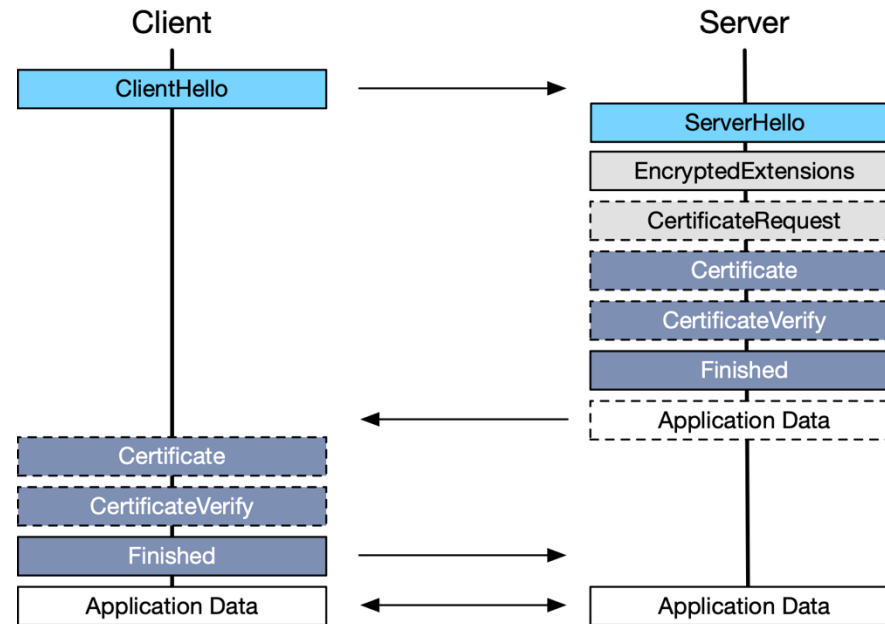 Client
Server
ClientHello
ServerHello
EncryptedExtensions
CertificateRequest
Certificate
CertificateVerify
Finished
Application Data
Certificate
CertificateVerify
Finished
Application Data
Application Data